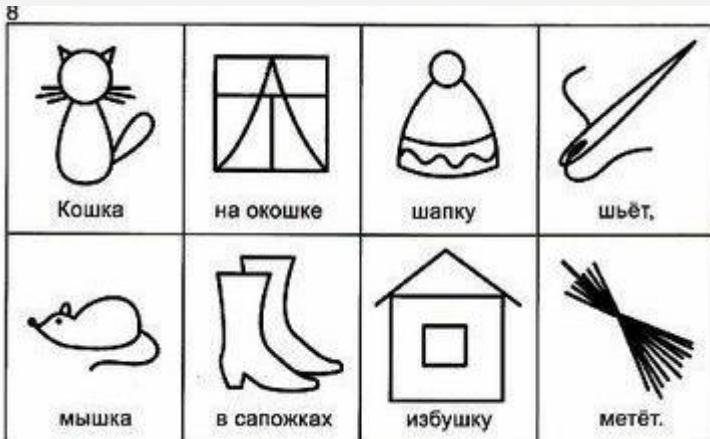 8
Кошка на окошке шапку шьёт,
мышка в сапожках избушку метёт.